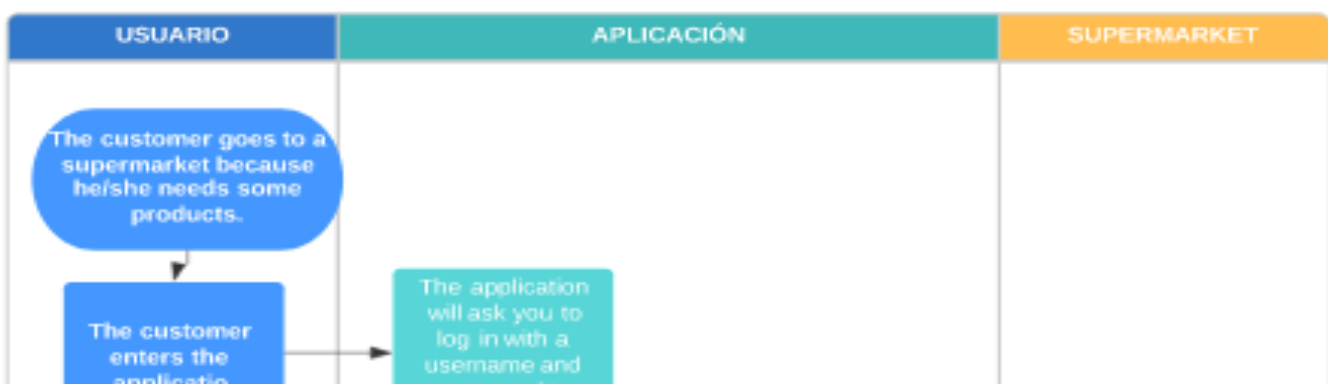 USUARIO
APLICACIÓN
SUPERMARKET
The customer goes to a
supermarket because
he/she needs some
products.
The customer
enters the
applicatio
The application
will ask you to
log in with a
username and